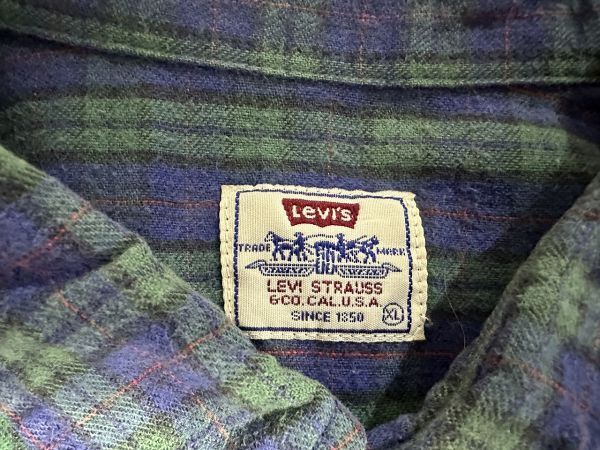 Levi's
TRADE MARK
LEVI STRAUSS
& CO. CAL. U.S.A.
SINCE 1850 XL